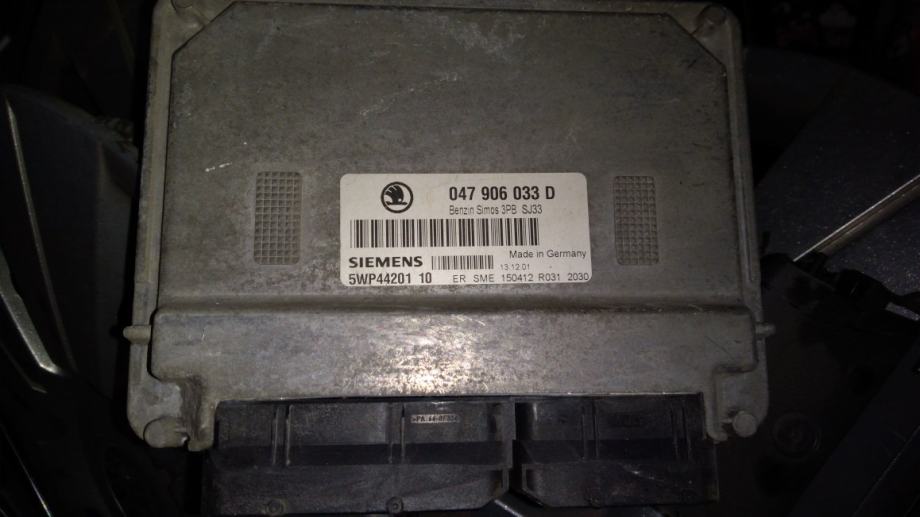 047 906 033 D
Benzin Simos 3PB SJ33
Made in Germany
SIEMENS
13.12.01 -
5WP44201 10 ER SME 150412 R031 2030